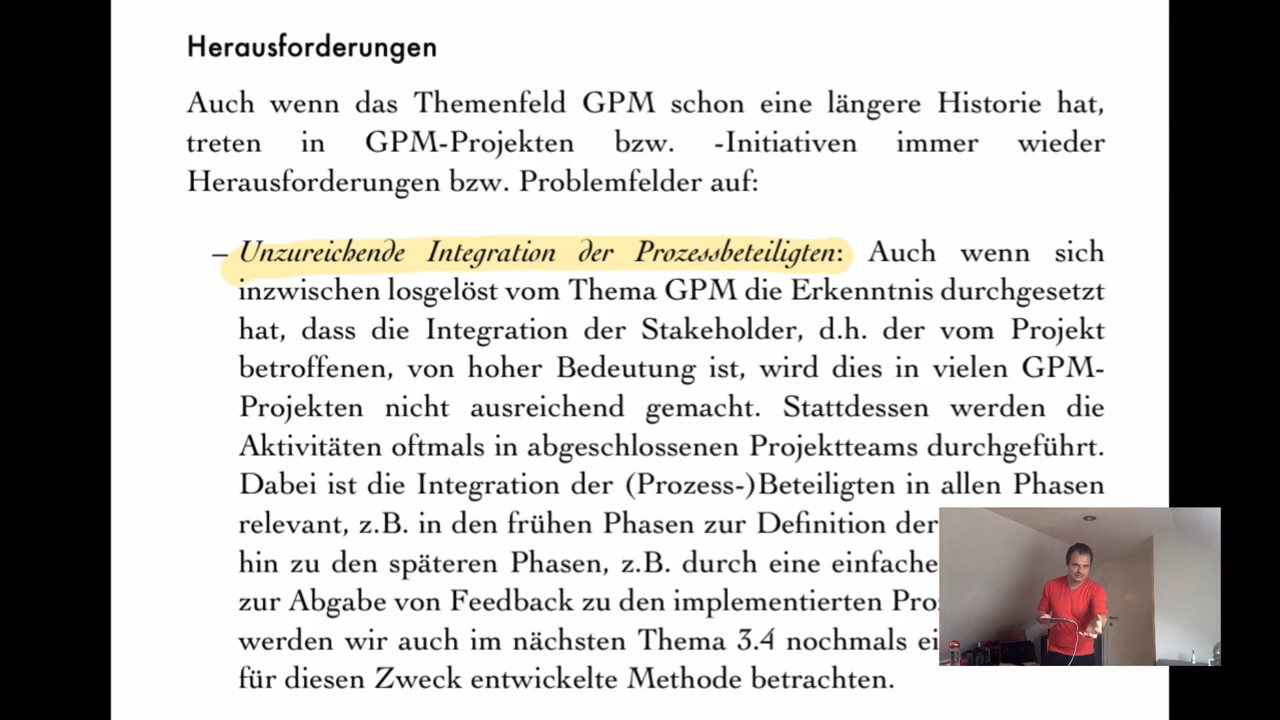 Herausforderungen
Auch wenn das Themenfeld GPM schon eine längere Historie hat,
treten in GPM-Projekten bzw. -Initiativen immer wieder
Herausforderungen bzw. Problemfelder auf:
– Unzureichende Integration der Prozessbeteiligten: Auch wenn sich
inzwischen losgelöst vom Thema GPM die Erkenntnis durchgesetzt
hat, dass die Integration der Stakeholder, d.h. der vom Projekt
betroffenen, von hoher Bedeutung ist, wird dies in vielen GPM-
Projekten nicht ausreichend gemacht. Stattdessen werden die
Aktivitäten oftmals in abgeschlossenen Projektteams durchgeführt.
Dabei ist die Integration der (Prozess-)Beteiligten in allen Phasen
relevant, z.B. in den frühen Phasen zur Definition der
hin zu den späteren Phasen, z.B. durch eine einfache
zur Abgabe von Feedback zu den implementierten
werden wir auch im nächsten Thema 3.4 nochmals
für diesen Zweck entwickelte Methode betrachten.